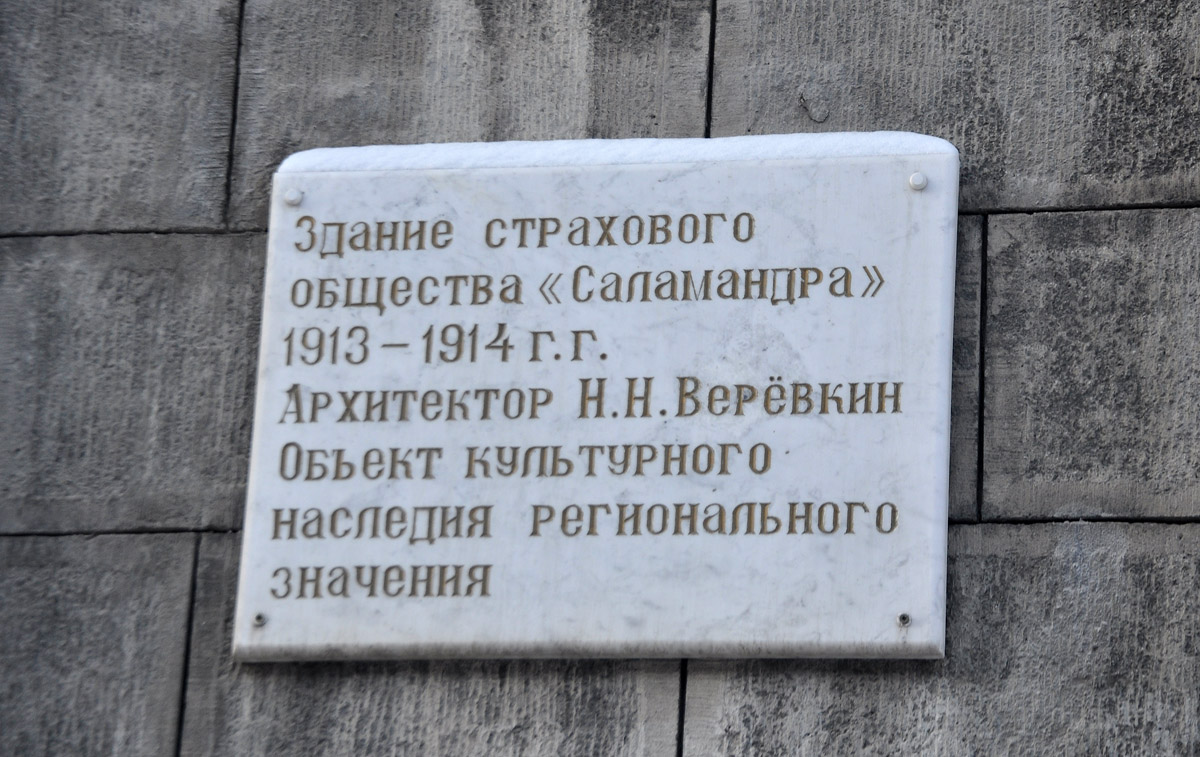 Здание страхового
общества «Саламандра»
1913 – 1914 г.г.
Архитектор Н.Н.Верёвкин
Объект культурного
наследия регионального
значения